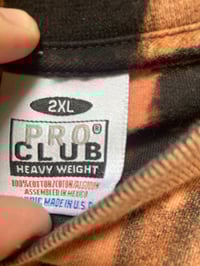 2XL
PRO®
CLUB
HEAVY WEIGHT
100%COTTON/COTON/ALGODON
ASSEMBLED IN MEXICO
MADE IN U.S.